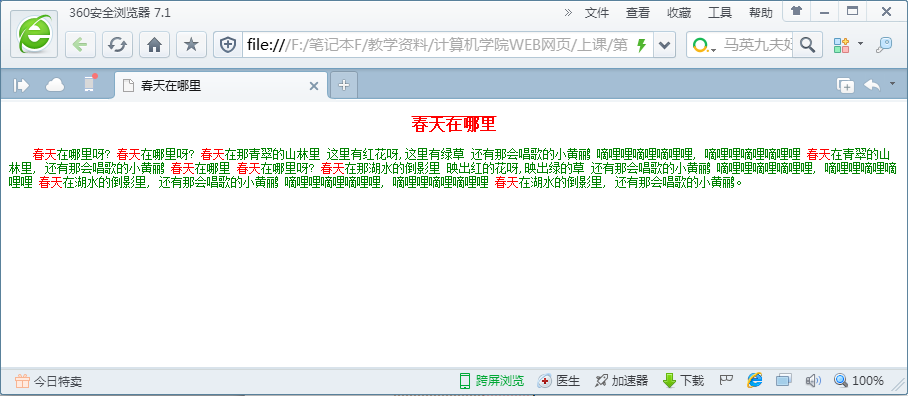 360安全浏览器 7.1 » 文件 查看 收藏 工具 帮助
file:///F:/笔记本F/教学资料/计算机学院WEB网页/上课/第 马英九夫妇
春天在哪里
春天在哪里
春天在哪里呀？春天在哪里呀？春天在那青翠的山林里 这里有红花呀,这里有绿草 还有那会唱歌的小黄鹂 嘀哩哩嘀哩嘀哩哩，嘀哩哩嘀哩嘀哩哩 春天在青翠的山
林里，还有那会唱歌的小黄鹂 春天在哪里 春天在哪里呀？春天在那湖水的倒影里 映出红的花呀,映出绿的草 还有那会唱歌的小黄鹂 嘀哩哩嘀哩嘀哩哩，嘀哩哩嘀哩嘀
哩哩 春天在湖水的倒影里，还有那会唱歌的小黄鹂 嘀哩哩嘀哩嘀哩哩，嘀哩哩嘀哩嘀哩哩 春天在湖水的倒影里，还有那会唱歌的小黄鹂。
今日特卖 跨屏浏览 医生 加速器 下载 100%